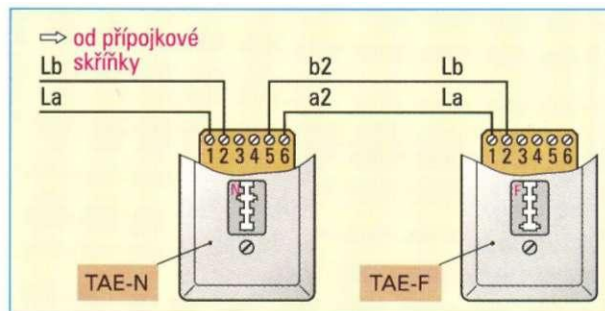 ⇨ od přípojkové
skříňky
Lb
La
b2
Lb
a2
La
1 2 3 4 5 6
1 2 3 4 5 6
N
F
TAE-N
TAE-F